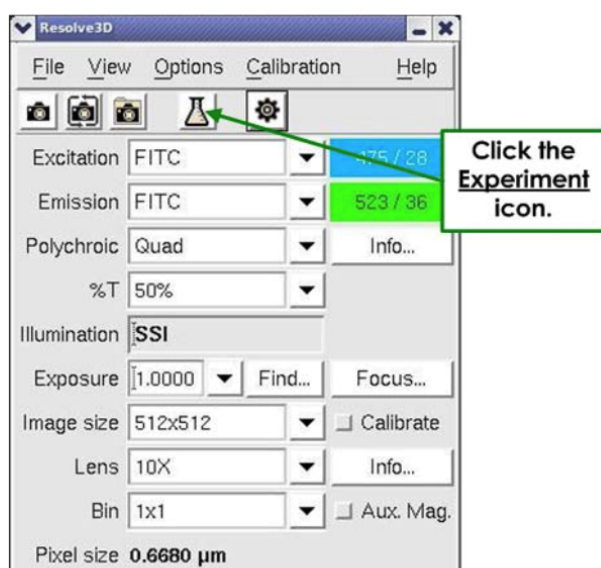 Resolve3D
File View Options Calibration Help
Excitation FITC 475 / 28
Emission FITC 523 / 36
Polychroic Quad Info...
%T 50%
Illumination SSI
Exposure 1.0000 Find... Focus...
Image size 512x512 Calibrate
Lens 10X Info...
Bin 1x1 Aux. Mag.
Pixel size 0.6680 µm
Click the
Experiment
icon.